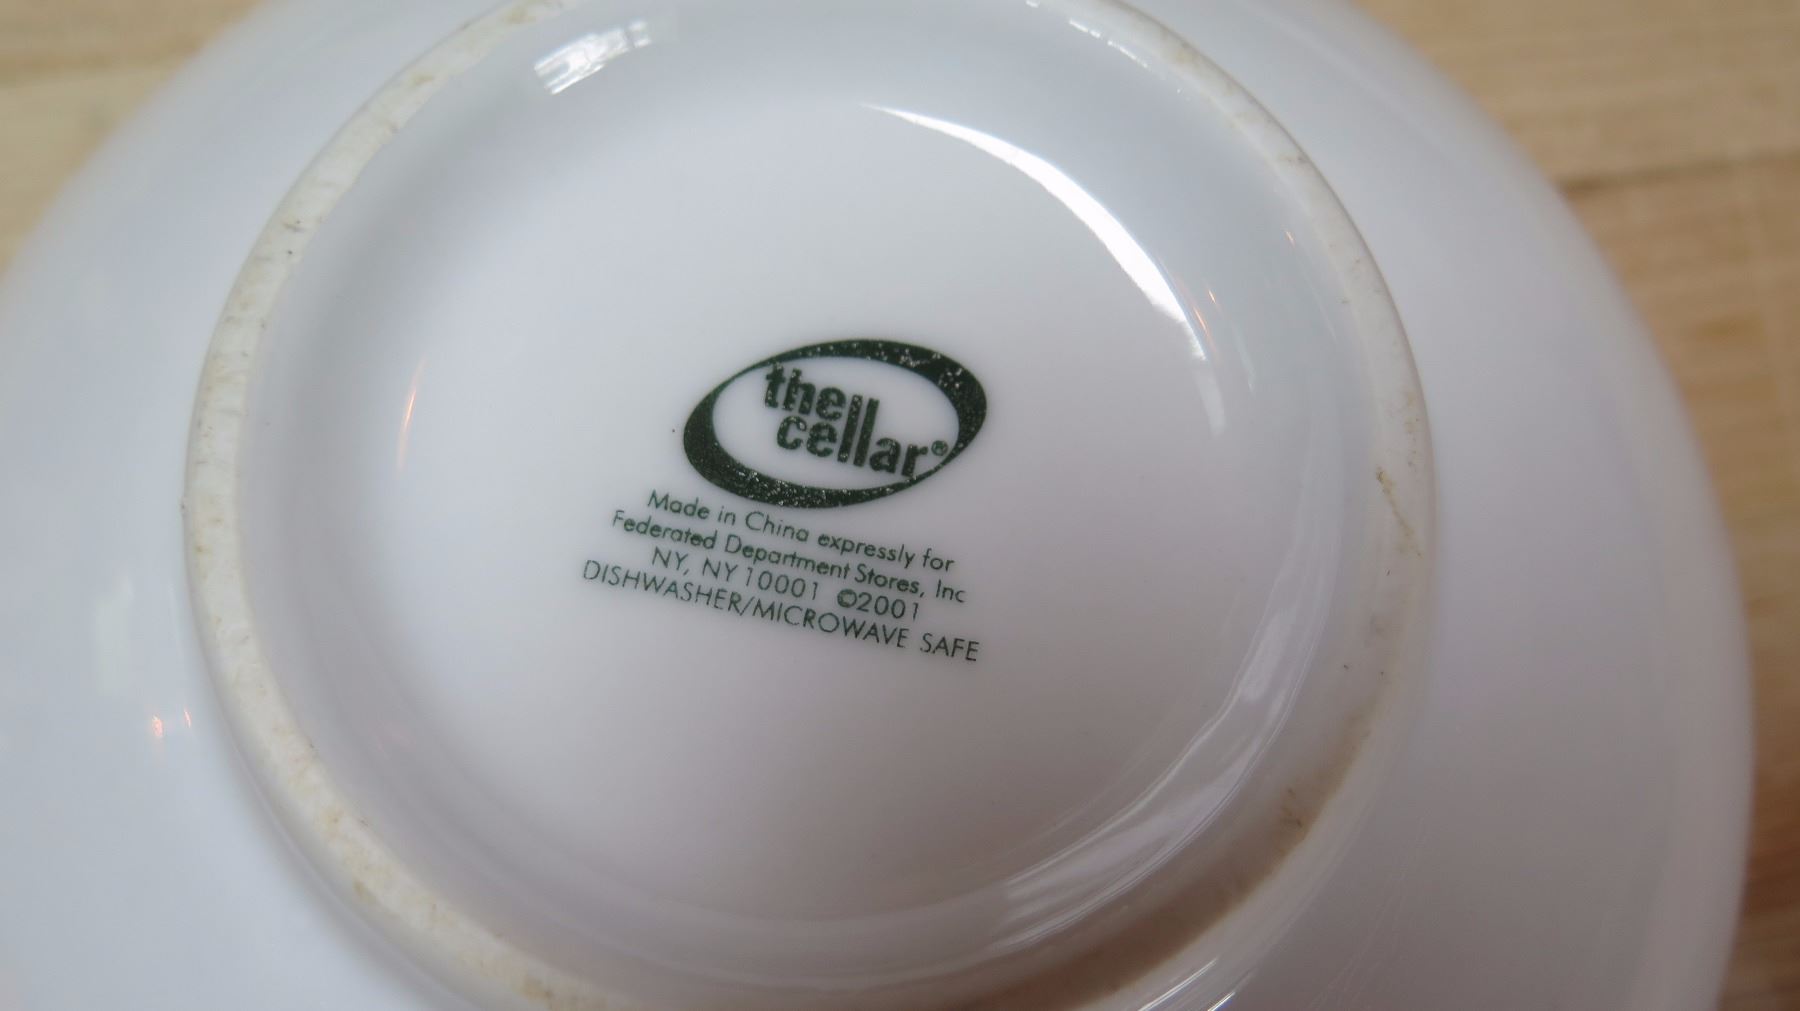 the
cellar®
Made in China expressly for
Federated Department Stores, Inc
NY, NY 10001 ©2001
DISHWASHER/MICROWAVE SAFE